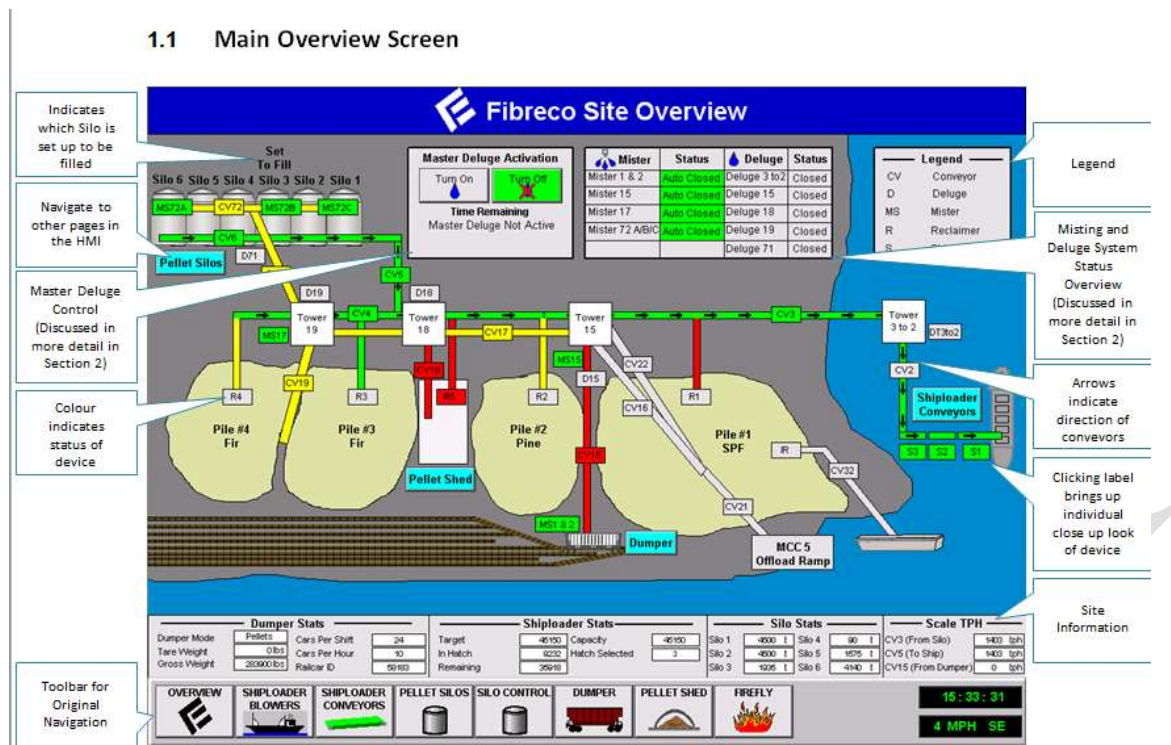 1.1 Main Overview Screen
Indicates
which Silo is
set up to be
filled
Navigate to
other pages in
the HMI
Master Deluge
Control
(Discussed in
more detail in
Section 2)
Colour
indicates
status of
device
Toolbar for
Original
Navigation
Fibreco Site Overview
Set
To Fill
Silo 6 Silo 5 Silo 4 Silo 3 Silo 2 Silo 1
MS72A CV72 MS72B MS72C
CV6
Pellet Silos
D71
CV5
Master Deluge Activation
Turn On Turn Off
Time Remaining
Master Deluge Not Active
Mister Status Deluge Status
Mister 1 & 2 Auto Closed Deluge 3 to2 Closed
Mister 15 Auto Closed Deluge 15 Closed
Mister 17 Auto Closed Deluge 18 Closed
Mister 72 A/B/C Auto Closed Deluge 19 Closed
Deluge 71 Closed
Legend
CV Conveyor
D Deluge
MS Mister
R Reclaimer
S
D19 D18
Tower
19
CV4
Tower
18
CV17
Tower
15
CV3
Tower
3 to 2
DT3to2
MS17
MS15
D15
CV22
CV16
CV2
CV19
R4 R3 R5 R2 R1
Shiploader
Conveyors
Pile #4
Fir
Pile #3
Fir
Pile #2
Pine
Pile #1
SPF
IR
CV32
S3 S2 S1
Pellet Shed
CV15
CV21
MS1 & 2
Dumper
MCC 5
Offload Ramp
Legend
Misting and
Deluge System
Status
Overview
(Discussed in
more detail in
Section 2)
Arrows
indicate
direction of
conveyors
Clicking label
brings up
individual
close up look
of device
Site
Information
Dumper Stats
Dumper Mode Pellets Cars Per Shift 24
Tare Weight 0 lbs Cars Per Hour 10
Gross Weight 283900 lbs Railcar ID 58183
Shiploader Stats
Target 46150 Capacity 46150
In Hatch 9232 Hatch Selected 3
Remaining 36918
Silo Stats
Silo 1 4600 t Silo 4 90 t
Silo 2 4600 t Silo 5 1575 t
Silo 3 1935 t Silo 6 4140 t
Scale TPH
CV3 (From Silo) 1403 tph
CV5 (To Ship) 1403 tph
CV15 (From Dumper) 0 tph
OVERVIEW
SHIPLOADER
BLOWERS
SHIPLOADER
CONVEYORS
PELLET SILOS
SILO CONTROL
DUMPER
PELLET SHED
FIREFLY
15:33:31
4 MPH SE